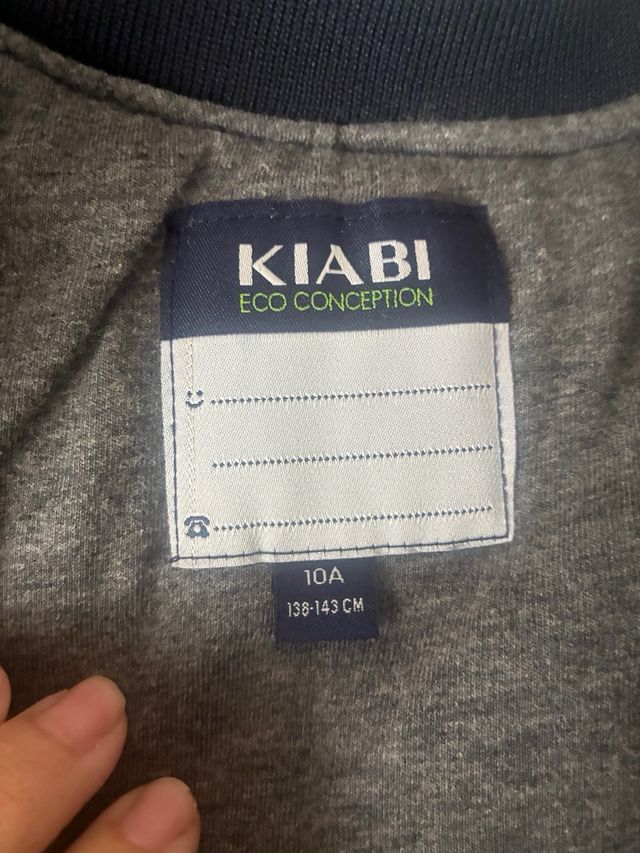 KIABI
ECO CONCEPTION
10A
138-143 CM